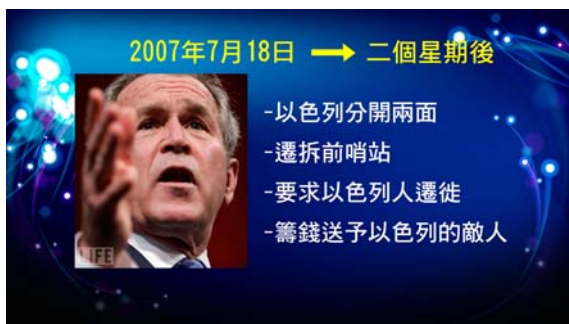 2007年7月18日 → 二個星期後
-以色列分開兩面
-遷拆前哨站
-要求以色列人遷徙
-籌錢送予以色列的敵人
LIFE